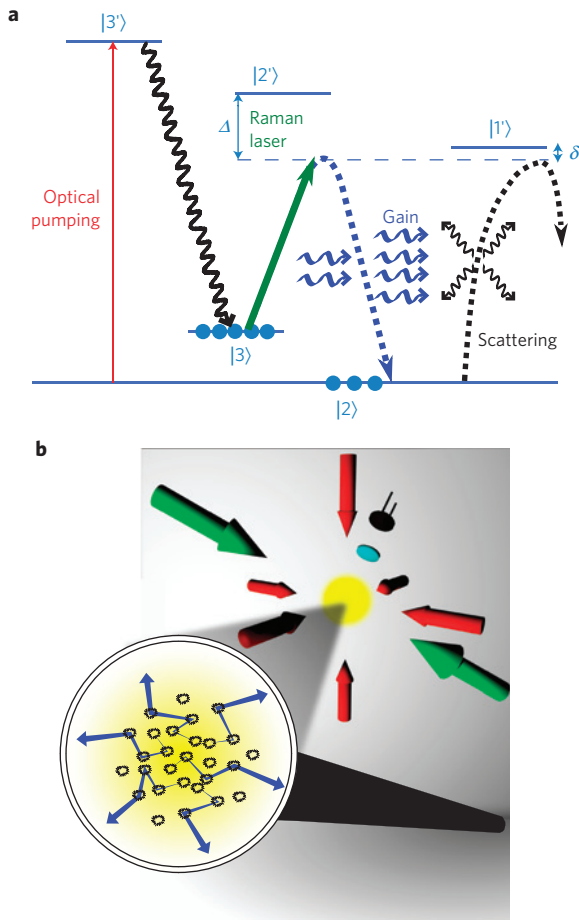 a
|3'⟩
|2'⟩
Δ
Raman
laser
|1'⟩
δ
Optical
pumping
Gain
Scattering
|3⟩
|2⟩
b